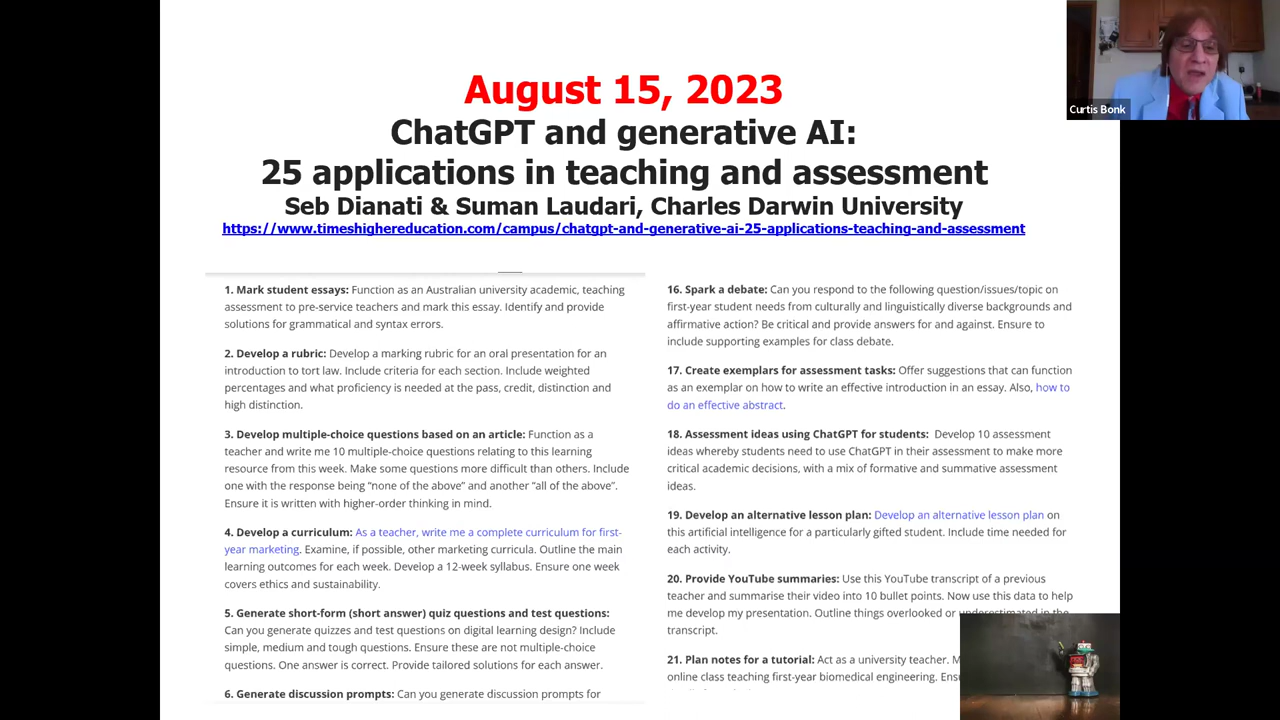 August 15, 2023
ChatGPT and generative AI:
25 applications in teaching and assessment
Seb Dianati & Suman Laudari, Charles Darwin University
https://www.timeshighereducation.com/campus/chatgpt-and-generative-ai-25-applications-teaching-and-assessment
Curtis Bonk
1. Mark student essays: Function as an Australian university academic, teaching
assessment to pre-service teachers and mark this essay. Identify and provide
solutions for grammatical and syntax errors.
2. Develop a rubric: Develop a marking rubric for an oral presentation for an
introduction to tort law. Include criteria for each section. Include weighted
percentages and what proficiency is needed at the pass, credit, distinction and
high distinction.
3. Develop multiple-choice questions based on an article: Function as a
teacher and write me 10 multiple-choice questions relating to this learning
resource from this week. Make some questions more difficult than others. Include
one with the response being “none of the above” and another “all of the above”.
Ensure it is written with higher-order thinking in mind.
4. Develop a curriculum: As a teacher, write me a complete curriculum for first-
year marketing. Examine, if possible, other marketing curricula. Outline the main
learning outcomes for each week. Develop a 12-week syllabus. Ensure one week
covers ethics and sustainability.
5. Generate short-form (short answer) quiz questions and test questions:
Can you generate quizzes and test questions on digital learning design? Include
simple, medium and tough questions. Ensure these are not multiple-choice
questions. One answer is correct. Provide tailored solutions for each answer.
6. Generate discussion prompts: Can you generate discussion prompts for
16. Spark a debate: Can you respond to the following question/issues/topic on
first-year student needs from culturally and linguistically diverse backgrounds and
affirmative action? Be critical and provide answers for and against. Ensure to
include supporting examples for class debate.
17. Create exemplars for assessment tasks: Offer suggestions that can function
as an exemplar on how to write an effective introduction in an essay. Also, how to
do an effective abstract.
18. Assessment ideas using ChatGPT for students: Develop 10 assessment
ideas whereby students need to use ChatGPT in their assessment to make more
critical academic decisions, with a mix of formative and summative assessment
ideas.
19. Develop an alternative lesson plan: Develop an alternative lesson plan on
this artificial intelligence for a particularly gifted student. Include time needed for
each activity.
20. Provide YouTube summaries: Use this YouTube transcript of a previous
teacher and summarise their video into 10 bullet points. Now use this data to help
me develop my presentation. Outline things overlooked or underestimated in the
transcript.
21. Plan notes for a tutorial: Act as a university teacher.
online class teaching first-year biomedical engineering.